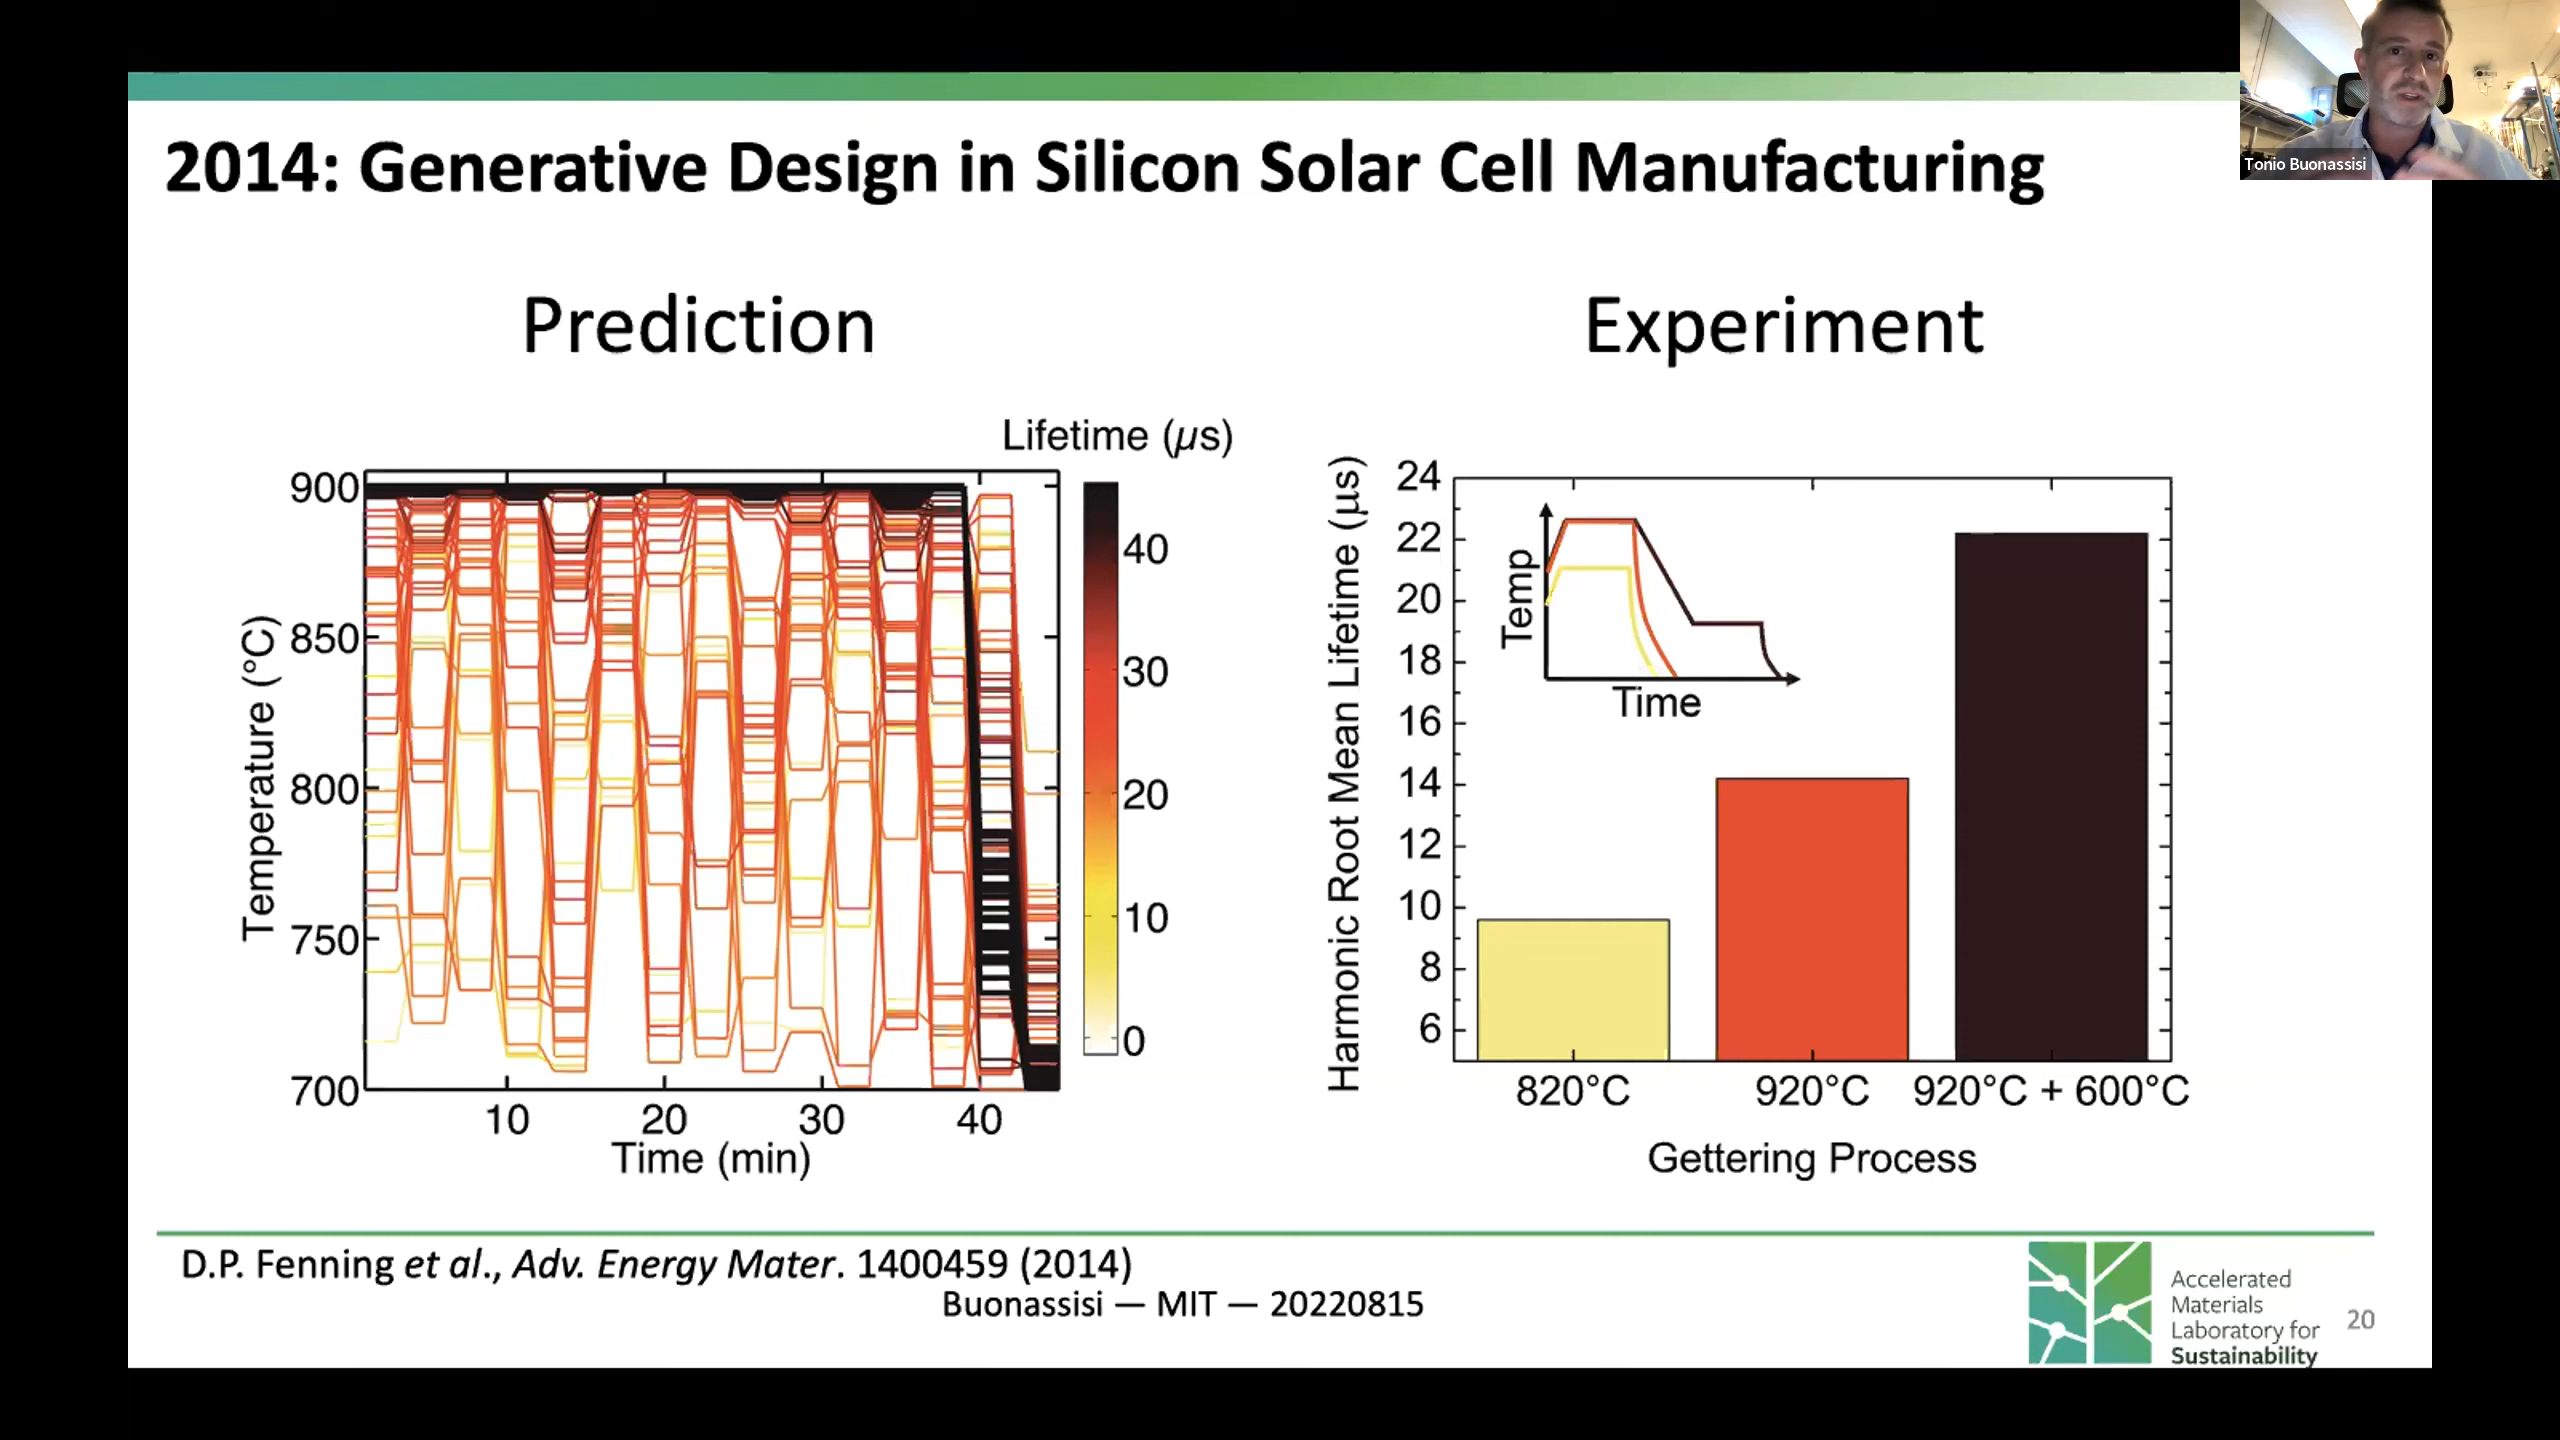 Tonio Buonassisi
2014: Generative Design in Silicon Solar Cell Manufacturing
Prediction
Experiment
Lifetime (µs)
900
850
800
750
700
Temperature (°C)
10
20
30
40
Time (min)
40
30
20
10
0
Harmonic Root Mean Lifetime (µs)
24
22
20
18
16
14
12
10
8
6
Temp
Time
820°C
920°C
920°C + 600°C
Gettering Process
D.P. Fenning et al., Adv. Energy Mater. 1400459 (2014)
Buonassisi — MIT — 20220815
Accelerated
Materials
Laboratory for
Sustainability
20